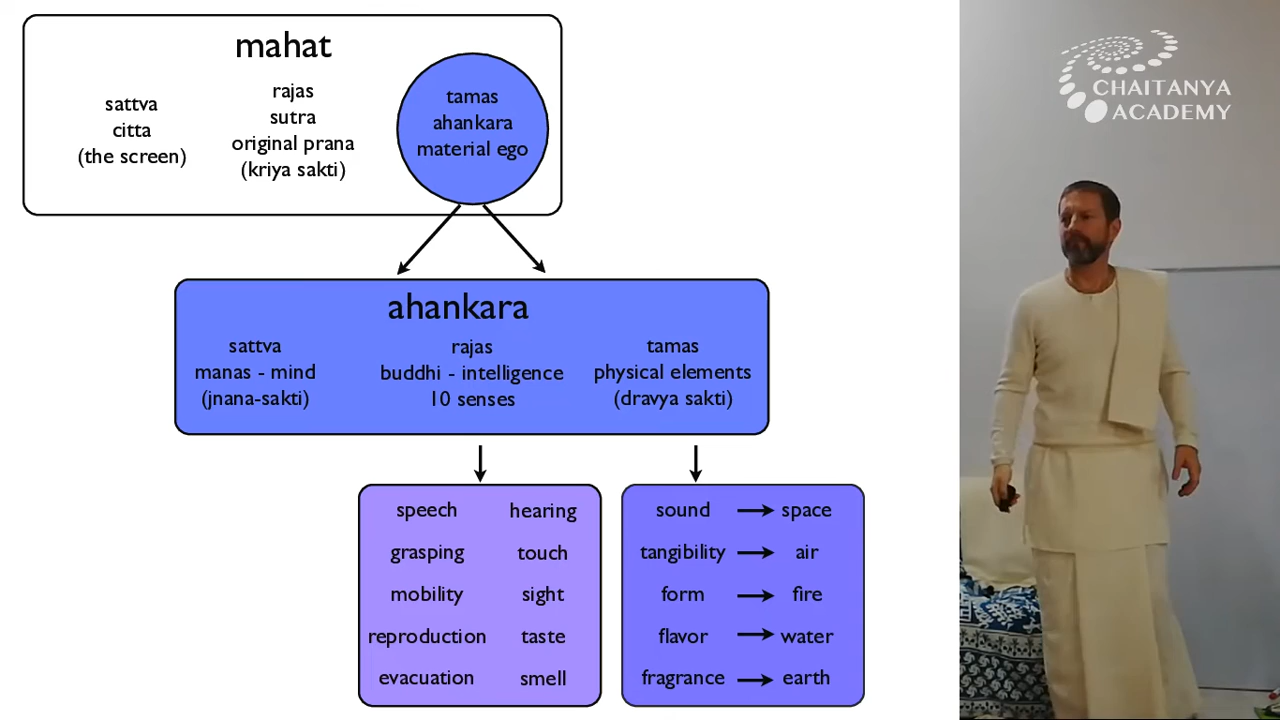 mahat
sattva
citta
(the screen)
rajas
sutra
original prana
(kriya sakti)
tamas
ahankara
material ego
ahankara
sattva
manas - mind
(jnana-sakti)
rajas
buddhi - intelligence
10 senses
tamas
physical elements
(dravya sakti)
speech hearing
grasping touch
mobility sight
reproduction taste
evacuation smell
sound space
tangibility air
form fire
flavor water
fragrance earth
CHAITANYA
ACADEMY